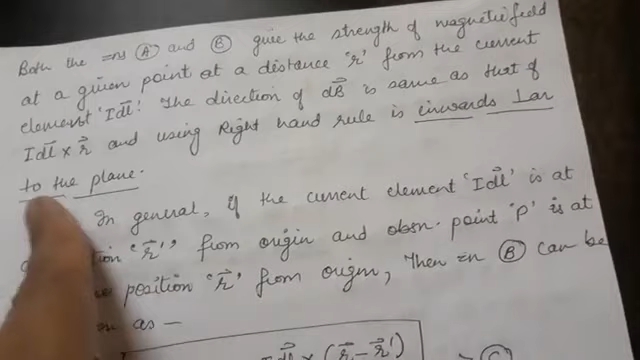 Both the =ns Ⓐ and Ⓑ give the strength of magnetic field
at a given point at a distance 'r' from the current
element 'Idl⃗'. The direction of dB⃗ is same as that of
Idl⃗ × r⃗ and using Right hand rule is inwards ⊥ar
to the plane.
In general, if the current element 'Idl⃗' is at
'r⃗'' from origin and obsn. point 'P' is at
position 'r⃗' from origin, Then =n Ⓑ can be
as —
Idl⃗ × (r⃗ - r⃗')